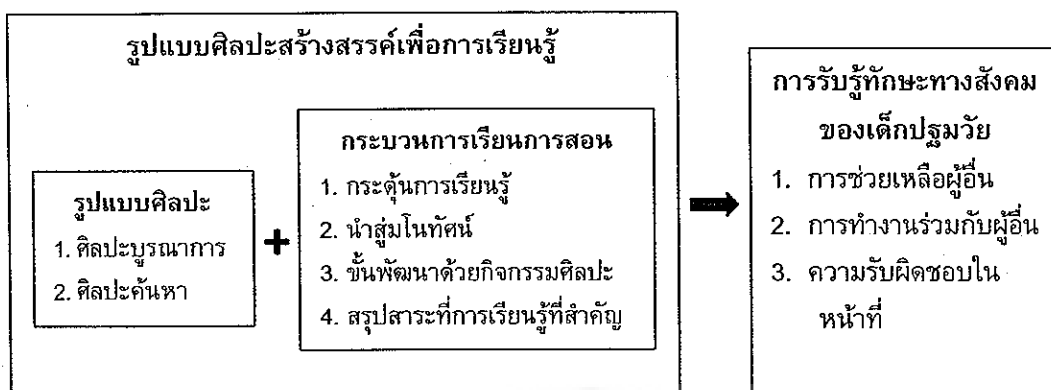 รูปแบบศิลปะสร้างสรรค์เพื่อการเรียนรู้
รูปแบบศิลปะ
1. ศิลปะบูรณาการ
2. ศิลปะค้นหา
+
กระบวนการเรียนการสอน
1. กระตุ้นการเรียนรู้
2. นำสู่มโนทัศน์
3. ขั้นพัฒนาด้วยกิจกรรมศิลปะ
4. สรุปสาระที่การเรียนรู้ที่สำคัญ
การรับรู้ทักษะทางสังคม
ของเด็กปฐมวัย
1. การช่วยเหลือผู้อื่น
2. การทำงานร่วมกับผู้อื่น
3. ความรับผิดชอบใน
หน้าที่